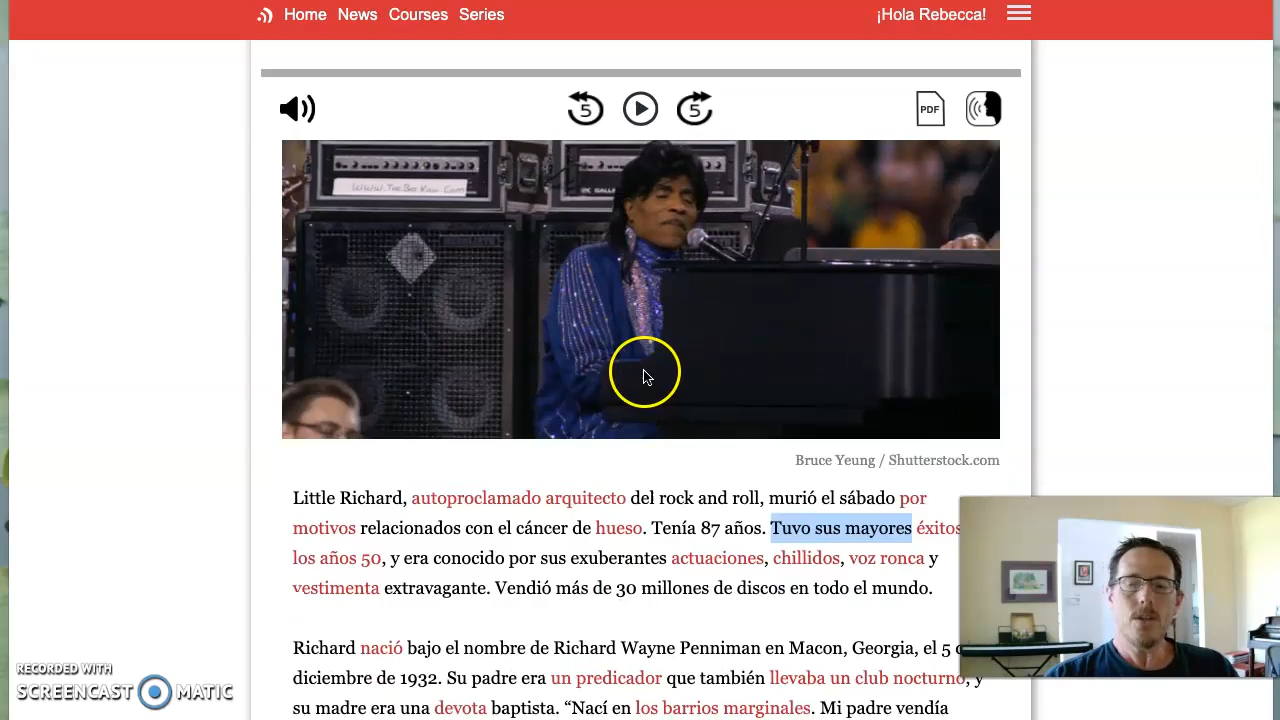 Home News Courses Series ¡Hola Rebecca!
5 5 PDF
www.TheBeeKay.Com
Bruce Yeung / Shutterstock.com
Little Richard, autoproclamado arquitecto del rock and roll, murió el sábado por
motivos relacionados con el cáncer de hueso. Tenía 87 años. Tuvo sus mayores éxitos
los años 50, y era conocido por sus exuberantes actuaciones, chillidos, voz ronca y
vestimenta extravagante. Vendió más de 30 millones de discos en todo el mundo.
Richard nació bajo el nombre de Richard Wayne Penniman en Macon, Georgia, el 5
diciembre de 1932. Su padre era un predicador que también llevaba un club nocturno, y
su madre era una devota baptista. “Nací en los barrios marginales. Mi padre vendía
RECORDED WITH
SCREENCAST MATIC